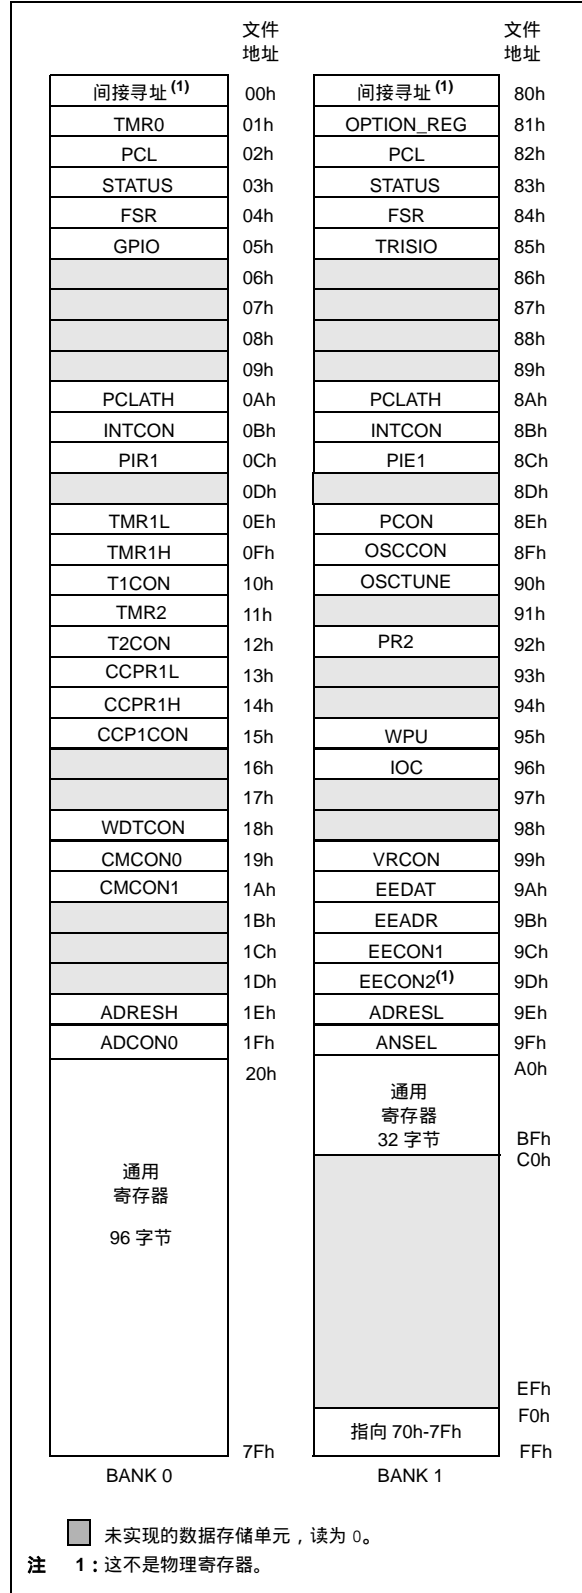 文件 文件
地址 地址
间接寻址 (1) 00h 间接寻址 (1) 80h
TMR0 01h OPTION_REG 81h
PCL 02h PCL 82h
STATUS 03h STATUS 83h
FSR 04h FSR 84h
GPIO 05h TRISIO 85h
06h 86h
07h 87h
08h 88h
09h 89h
PCLATH 0Ah PCLATH 8Ah
INTCON 0Bh INTCON 8Bh
PIR1 0Ch PIE1 8Ch
0Dh 8Dh
TMR1L 0Eh PCON 8Eh
TMR1H 0Fh OSCCON 8Fh
T1CON 10h OSCTUNE 90h
TMR2 11h 91h
T2CON 12h PR2 92h
CCPR1L 13h 93h
CCPR1H 14h 94h
CCP1CON 15h WPU 95h
16h IOC 96h
17h 97h
WDTCON 18h 98h
CMCON0 19h VRCON 99h
CMCON1 1Ah EEDAT 9Ah
1Bh EEADR 9Bh
1Ch EECON1 9Ch
1Dh EECON2(1) 9Dh
ADRESH 1Eh ADRESL 9Eh
ADCON0 1Fh ANSEL 9Fh
20h A0h
通用
寄存器
32 字节 BFh
C0h
通用
寄存器
96 字节
EFh
F0h
指向 70h-7Fh
7Fh FFh
BANK 0 BANK 1
未实现的数据存储单元，读为 0。
注 1：这不是物理寄存器。